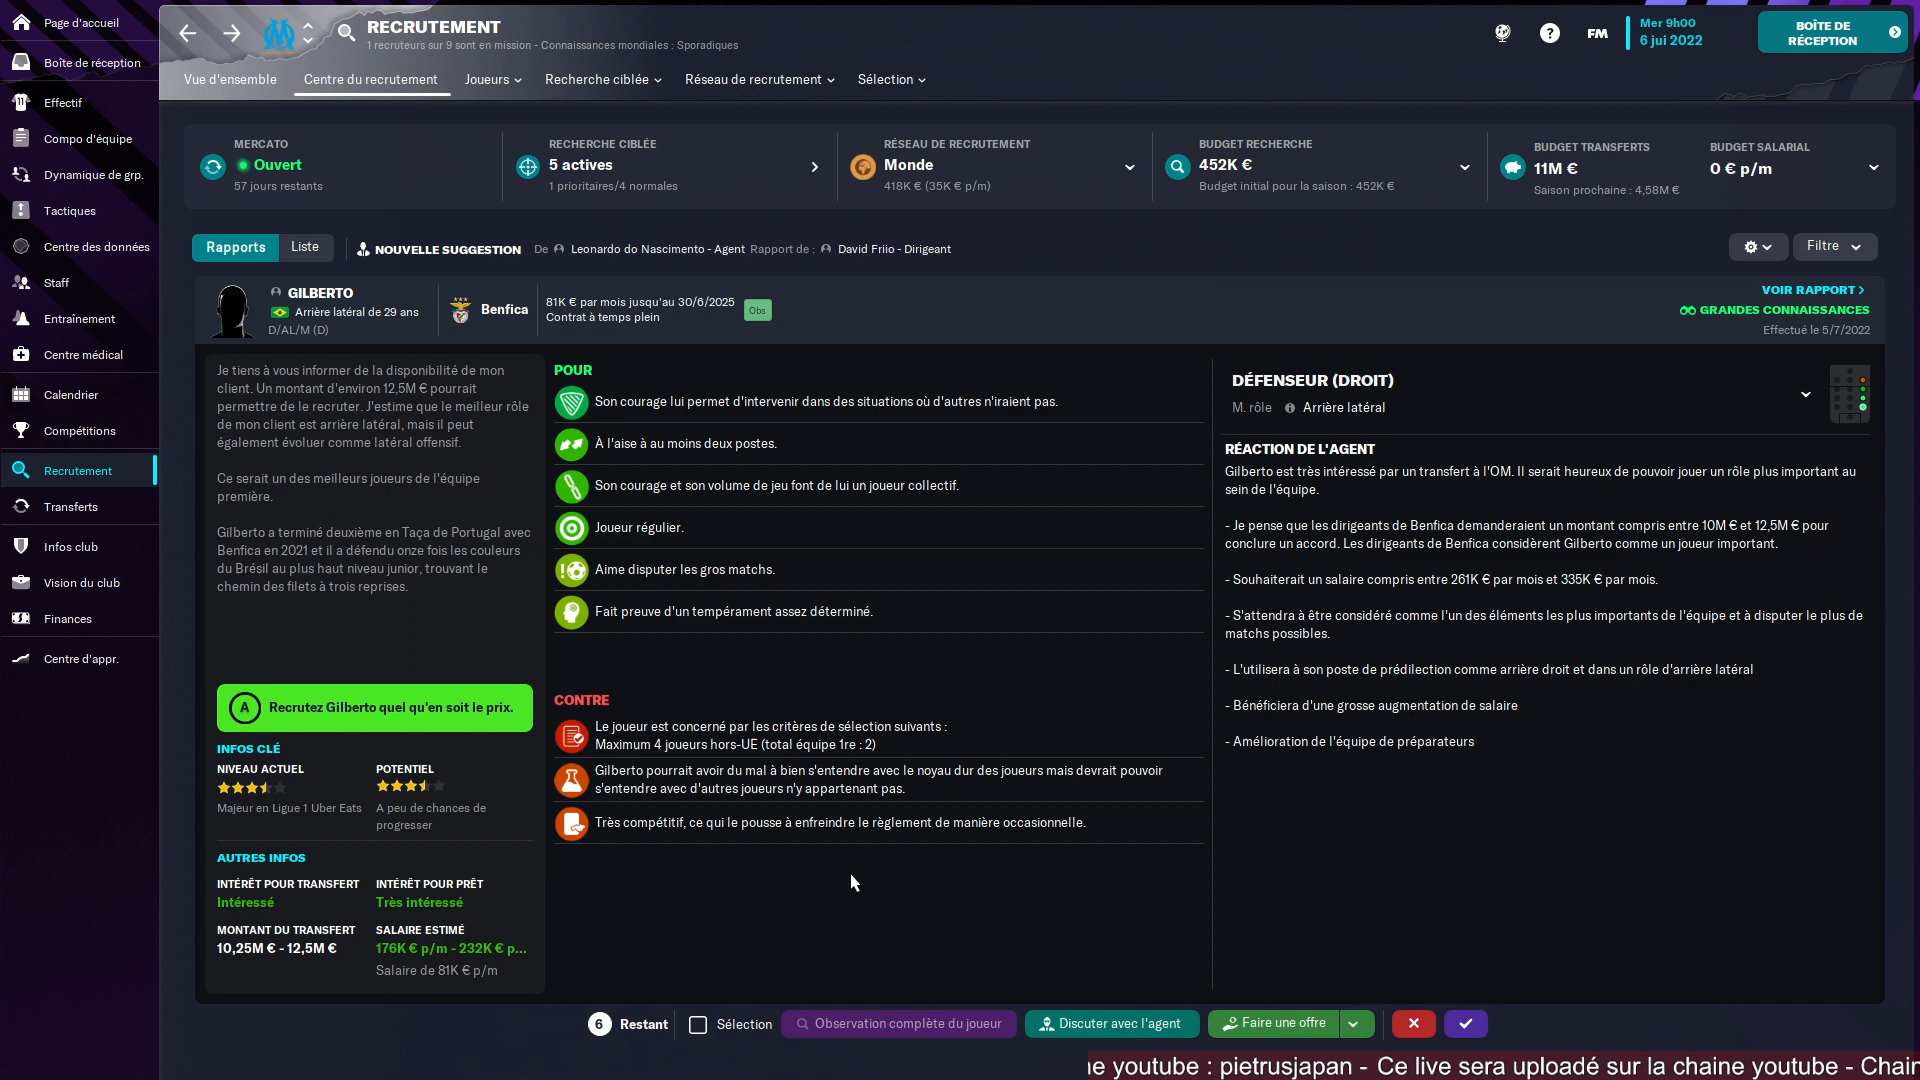 Page d'accueil
Boîte de réception
Effectif
Compo d'équipe
Dynamique de grp.
Tactiques
Centre des données
Staff
Entraînement
Centre médical
Calendrier
Compétitions
Recrutement
Transferts
Infos club
Vision du club
Finances
Centre d'appr.
RECRUTEMENT
1 recruteurs sur 9 sont en mission - Connaissances mondiales : Sporadiques
FM
Mer 9h00
6 jui 2022
BOÎTE DE
RÉCEPTION
Vue d'ensemble
Centre du recrutement
Joueurs
Recherche ciblée
Réseau de recrutement
Sélection
MERCATO
Ouvert
57 jours restants
RECHERCHE CIBLÉE
5 actives
1 prioritaires/4 normales
RÉSEAU DE RECRUTEMENT
Monde
418K € (35K € p/m)
BUDGET RECHERCHE
452K €
Budget initial pour la saison : 452K €
BUDGET TRANSFERTS
11M €
Saison prochaine : 4,58M €
BUDGET SALARIAL
0 € p/m
Rapports
Liste
NOUVELLE SUGGESTION De Leonardo do Nascimento - Agent Rapport de : David Friio - Dirigeant
Filtre
GILBERTO
Arrière latéral de 29 ans
D/AL/M (D)
Benfica
81K € par mois jusqu'au 30/6/2025
Contrat à temps plein
Obs
VOIR RAPPORT >
GRANDES CONNAISSANCES
Effectué le 5/7/2022
Je tiens à vous informer de la disponibilité de mon
client. Un montant d'environ 12,5M € pourrait
permettre de le recruter. J'estime que le meilleur rôle
de mon client est arrière latéral, mais il peut
également évoluer comme latéral offensif.
Ce serait un des meilleurs joueurs de l'équipe
première.
Gilberto a terminé deuxième en Taça de Portugal avec
Benfica en 2021 et il a défendu onze fois les couleurs
du Brésil au plus haut niveau junior, trouvant le
chemin des filets à trois reprises.
A
Recrutez Gilberto quel qu'en soit le prix.
INFOS CLÉ
NIVEAU ACTUEL
Majeur en Ligue 1 Uber Eats
POTENTIEL
A peu de chances de
progresser
AUTRES INFOS
INTÉRÊT POUR TRANSFERT
Intéressé
INTÉRÊT POUR PRÊT
Très intéressé
MONTANT DU TRANSFERT
10,25M € - 12,5M €
SALAIRE ESTIMÉ
176K € p/m - 232K € p...
Salaire de 81K € p/m
POUR
Son courage lui permet d'intervenir dans des situations où d'autres n'iraient pas.
À l'aise à au moins deux postes.
Son courage et son volume de jeu font de lui un joueur collectif.
Joueur régulier.
Aime disputer les gros matchs.
Fait preuve d'un tempérament assez déterminé.
CONTRE
Le joueur est concerné par les critères de sélection suivants :
Maximum 4 joueurs hors-UE (total équipe 1re : 2)
Gilberto pourrait avoir du mal à bien s'entendre avec le noyau dur des joueurs mais devrait pouvoir
s'entendre avec d'autres joueurs n'y appartenant pas.
Très compétitif, ce qui le pousse à enfreindre le règlement de manière occasionnelle.
DÉFENSEUR (DROIT)
M. rôle Arrière latéral
RÉACTION DE L'AGENT
Gilberto est très intéressé par un transfert à l'OM. Il serait heureux de pouvoir jouer un rôle plus important au
sein de l'équipe.
- Je pense que les dirigeants de Benfica demanderaient un montant compris entre 10M € et 12,5M € pour
conclure un accord. Les dirigeants de Benfica considèrent Gilberto comme un joueur important.
- Souhaiterait un salaire compris entre 261K € par mois et 335K € par mois.
- S'attendra à être considéré comme l'un des éléments les plus importants de l'équipe et à disputer le plus de
matchs possibles.
- L'utilisera à son poste de prédilection comme arrière droit et dans un rôle d'arrière latéral
- Bénéficiera d'une grosse augmentation de salaire
- Amélioration de l'équipe de préparateurs
6 Restant
Sélection
Observation complète du joueur
Discuter avec l'agent
Faire une offre
ne youtube : pietrusjapan - Ce live sera uploadé sur la chaine youtube - Chair